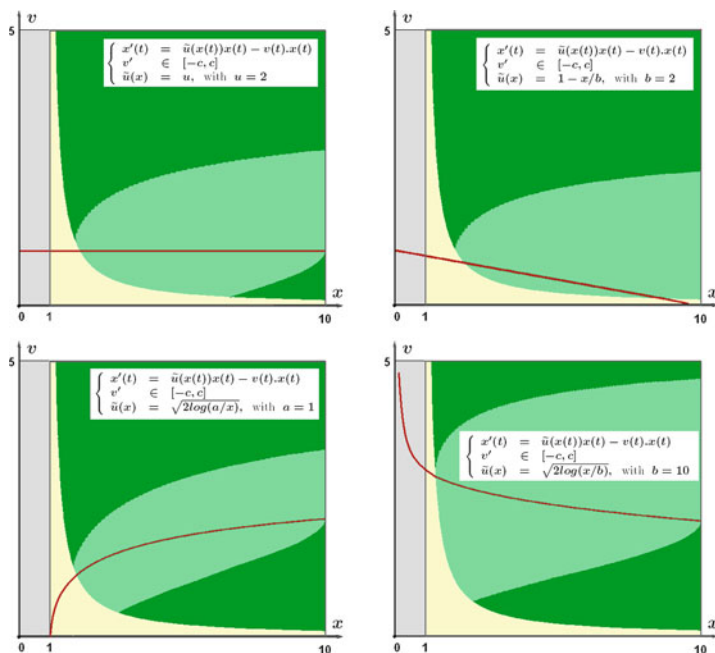 v
5
x'(t) = ũ(x(t))x(t) − v(t).x(t)
v' ∈ [−c, c]
ũ(x) = u, with u = 2
x
0 1 10
v
5
x'(t) = ũ(x(t))x(t) − v(t).x(t)
v' ∈ [−c, c]
ũ(x) = 1 − x/b, with b = 2
x
0 1 10
v
5
x'(t) = ũ(x(t))x(t) − v(t).x(t)
v' ∈ [−c, c]
ũ(x) = √2log(a/x), with a = 1
x
0 1 10
v
5
x'(t) = ũ(x(t))x(t) − v(t).x(t)
v' ∈ [−c, c]
ũ(x) = √2log(x/b), with b = 10
x
0 1 10